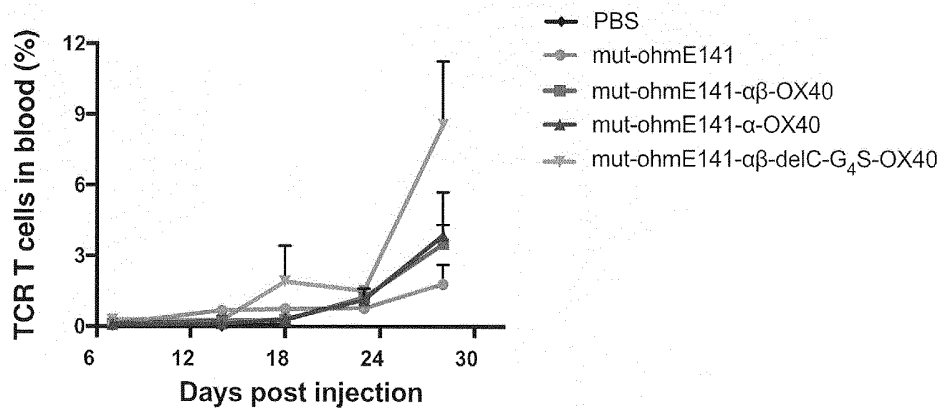 TCR T cells in blood (%)
12
9
6
3
0
6 12 18 24 30
Days post injection
PBS
mut-ohmE141
mut-ohmE141-αβ-OX40
mut-ohmE141-α-OX40
mut-ohmE141-αβ-delC-G₄S-OX40